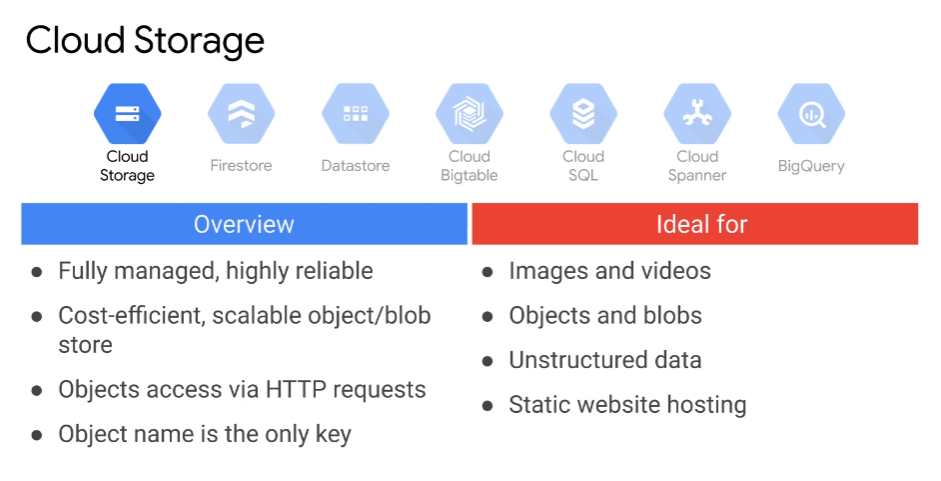 Cloud Storage
Cloud
Storage
Firestore
Datastore
Cloud
Bigtable
Cloud
SQL
Cloud
Spanner
BigQuery
Overview
● Fully managed, highly reliable
● Cost-efficient, scalable object/blob
store
● Objects access via HTTP requests
● Object name is the only key
Ideal for
● Images and videos
● Objects and blobs
● Unstructured data
● Static website hosting